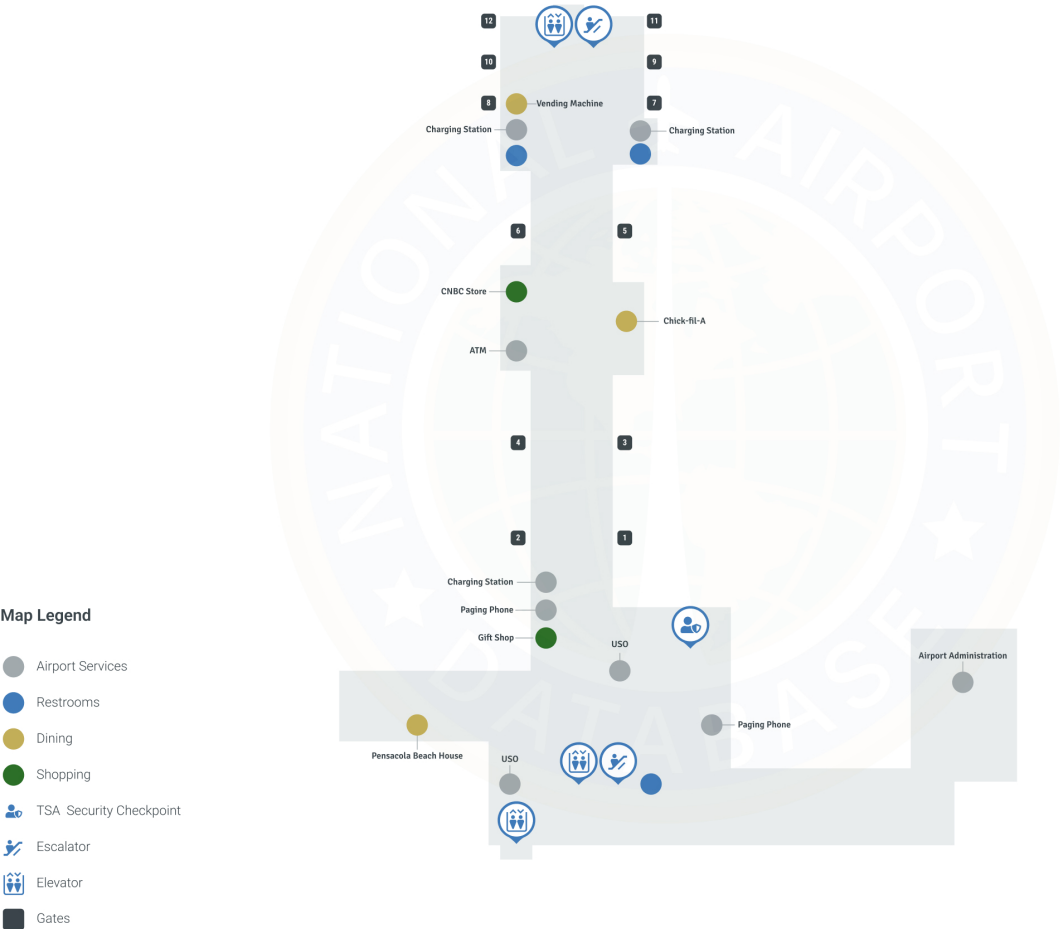 12
11
10
9
8
Vending Machine
7
Charging Station
Charging Station
6
5
CNBC Store
Chick-fil-A
ATM
4
3
2
1
Charging Station
Paging Phone
Gift Shop
USO
Airport Administration
Paging Phone
Pensacola Beach House
USO
Map Legend
Airport Services
Restrooms
Dining
Shopping
TSA Security Checkpoint
Escalator
Elevator
Gates
NATIONAL AIRPORT
DATABASE